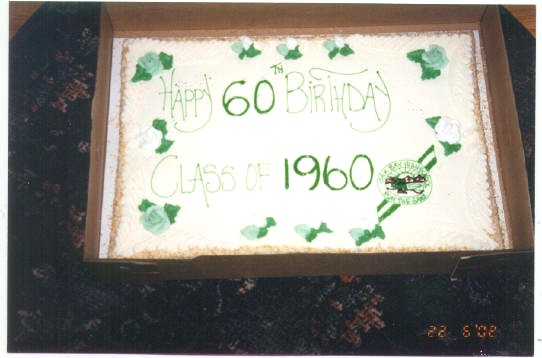 HAPPY 60TH BIRTHDAY
CLASS OF 1960
22 6'02